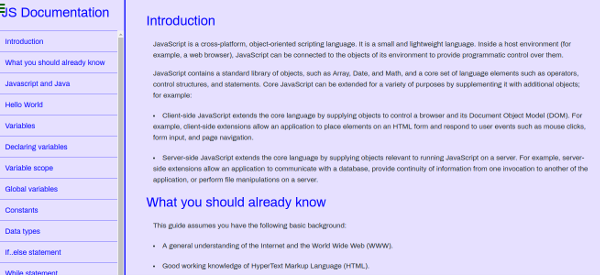 JS Documentation
Introduction
What you should already know
Javascript and Java
Hello World
Variables
Declaring variables
Variable scope
Global variables
Constants
Data types
If..else statement
While statement
Introduction
JavaScript is a cross-platform, object-oriented scripting language. It is a small and lightweight language. Inside a host environment (for
example, a web browser), JavaScript can be connected to the objects of its environment to provide programmatic control over them.
JavaScript contains a standard library of objects, such as Array, Date, and Math, and a core set of language elements such as operators,
control structures, and statements. Core JavaScript can be extended for a variety of purposes by supplementing it with additional objects;
for example:
• Client-side JavaScript extends the core language by supplying objects to control a browser and its Document Object Model (DOM). For
example, client-side extensions allow an application to place elements on an HTML form and respond to user events such as mouse clicks,
form input, and page navigation.
• Server-side JavaScript extends the core language by supplying objects relevant to running JavaScript on a server. For example, server-
side extensions allow an application to communicate with a database, provide continuity of information from one invocation to another of the
application, or perform file manipulations on a server.
What you should already know
This guide assumes you have the following basic background:
• A general understanding of the Internet and the World Wide Web (WWW).
• Good working knowledge of HyperText Markup Language (HTML).